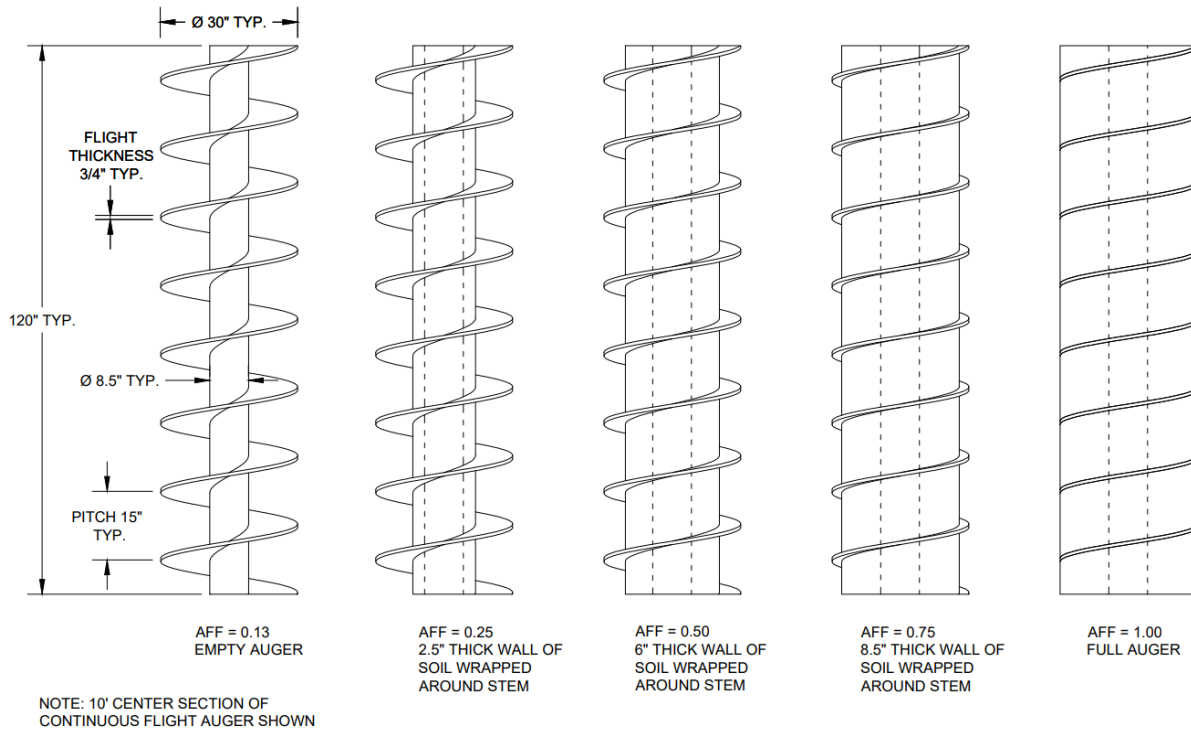 Ø 30" TYP.
FLIGHT
THICKNESS
3/4" TYP.
120" TYP.
Ø 8.5" TYP.
PITCH 15"
TYP.
AFF = 0.13
EMPTY AUGER
AFF = 0.25
2.5" THICK WALL OF
SOIL WRAPPED
AROUND STEM
AFF = 0.50
6" THICK WALL OF
SOIL WRAPPED
AROUND STEM
AFF = 0.75
8.5" THICK WALL OF
SOIL WRAPPED
AROUND STEM
AFF = 1.00
FULL AUGER
NOTE: 10' CENTER SECTION OF
CONTINUOUS FLIGHT AUGER SHOWN